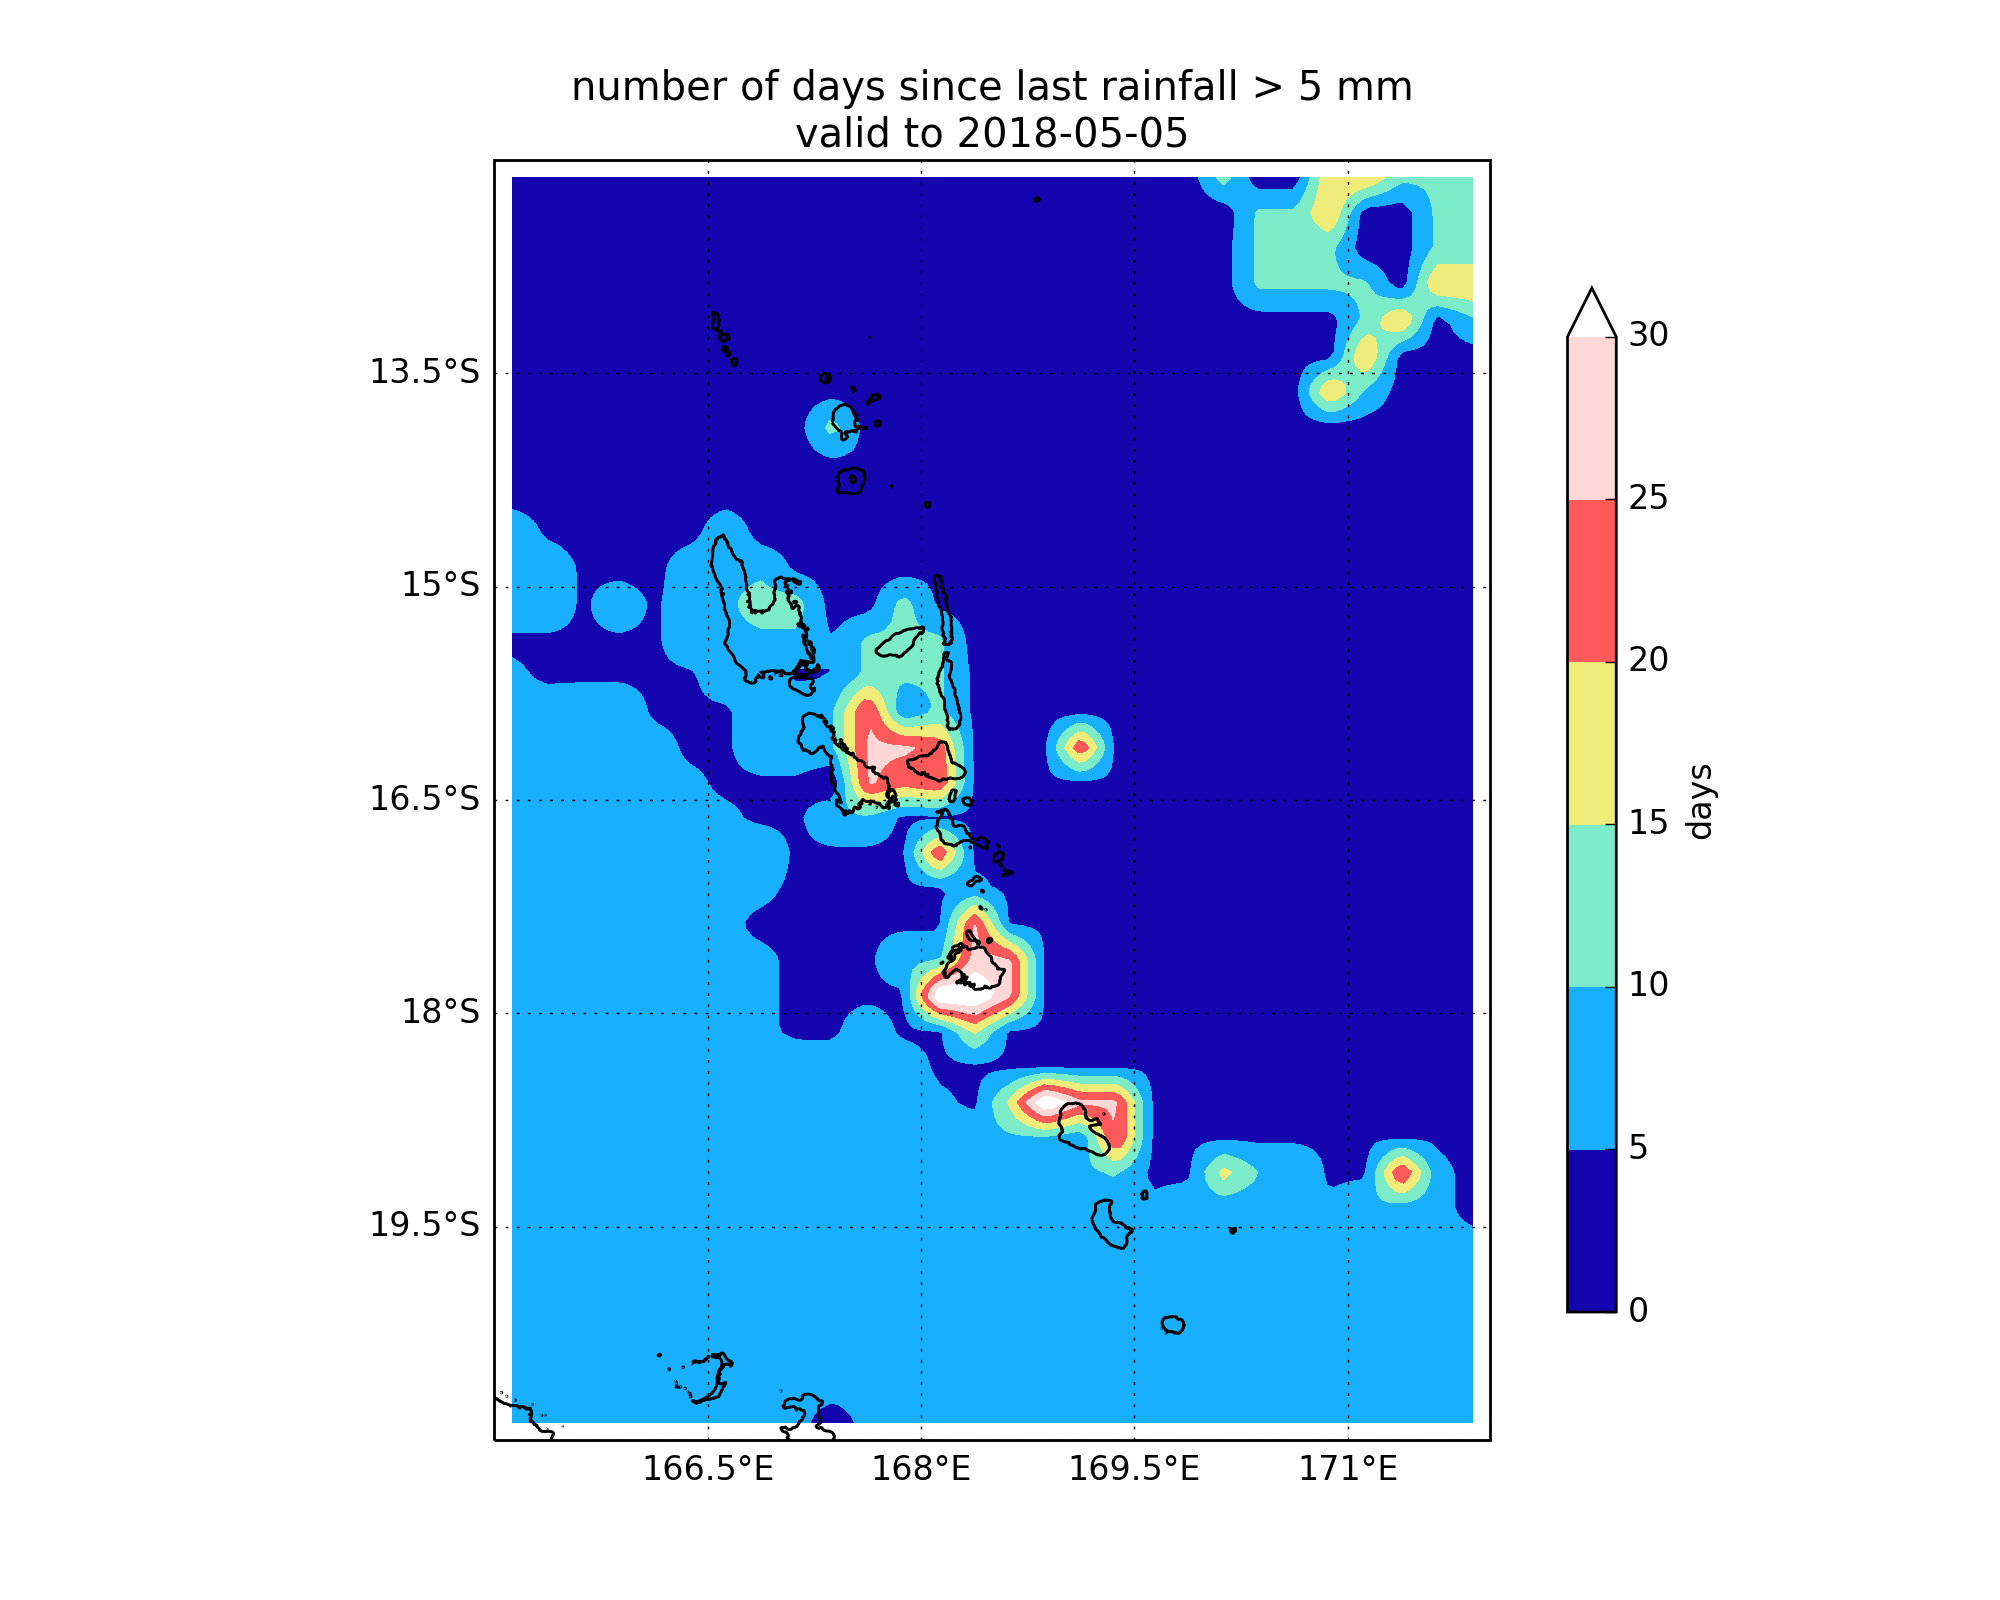 number of days since last rainfall > 5 mm
valid to 2018-05-05
13.5°S
15°S
16.5°S
18°S
19.5°S
166.5°E
168°E
169.5°E
171°E
30
25
20
15
10
5
0
days